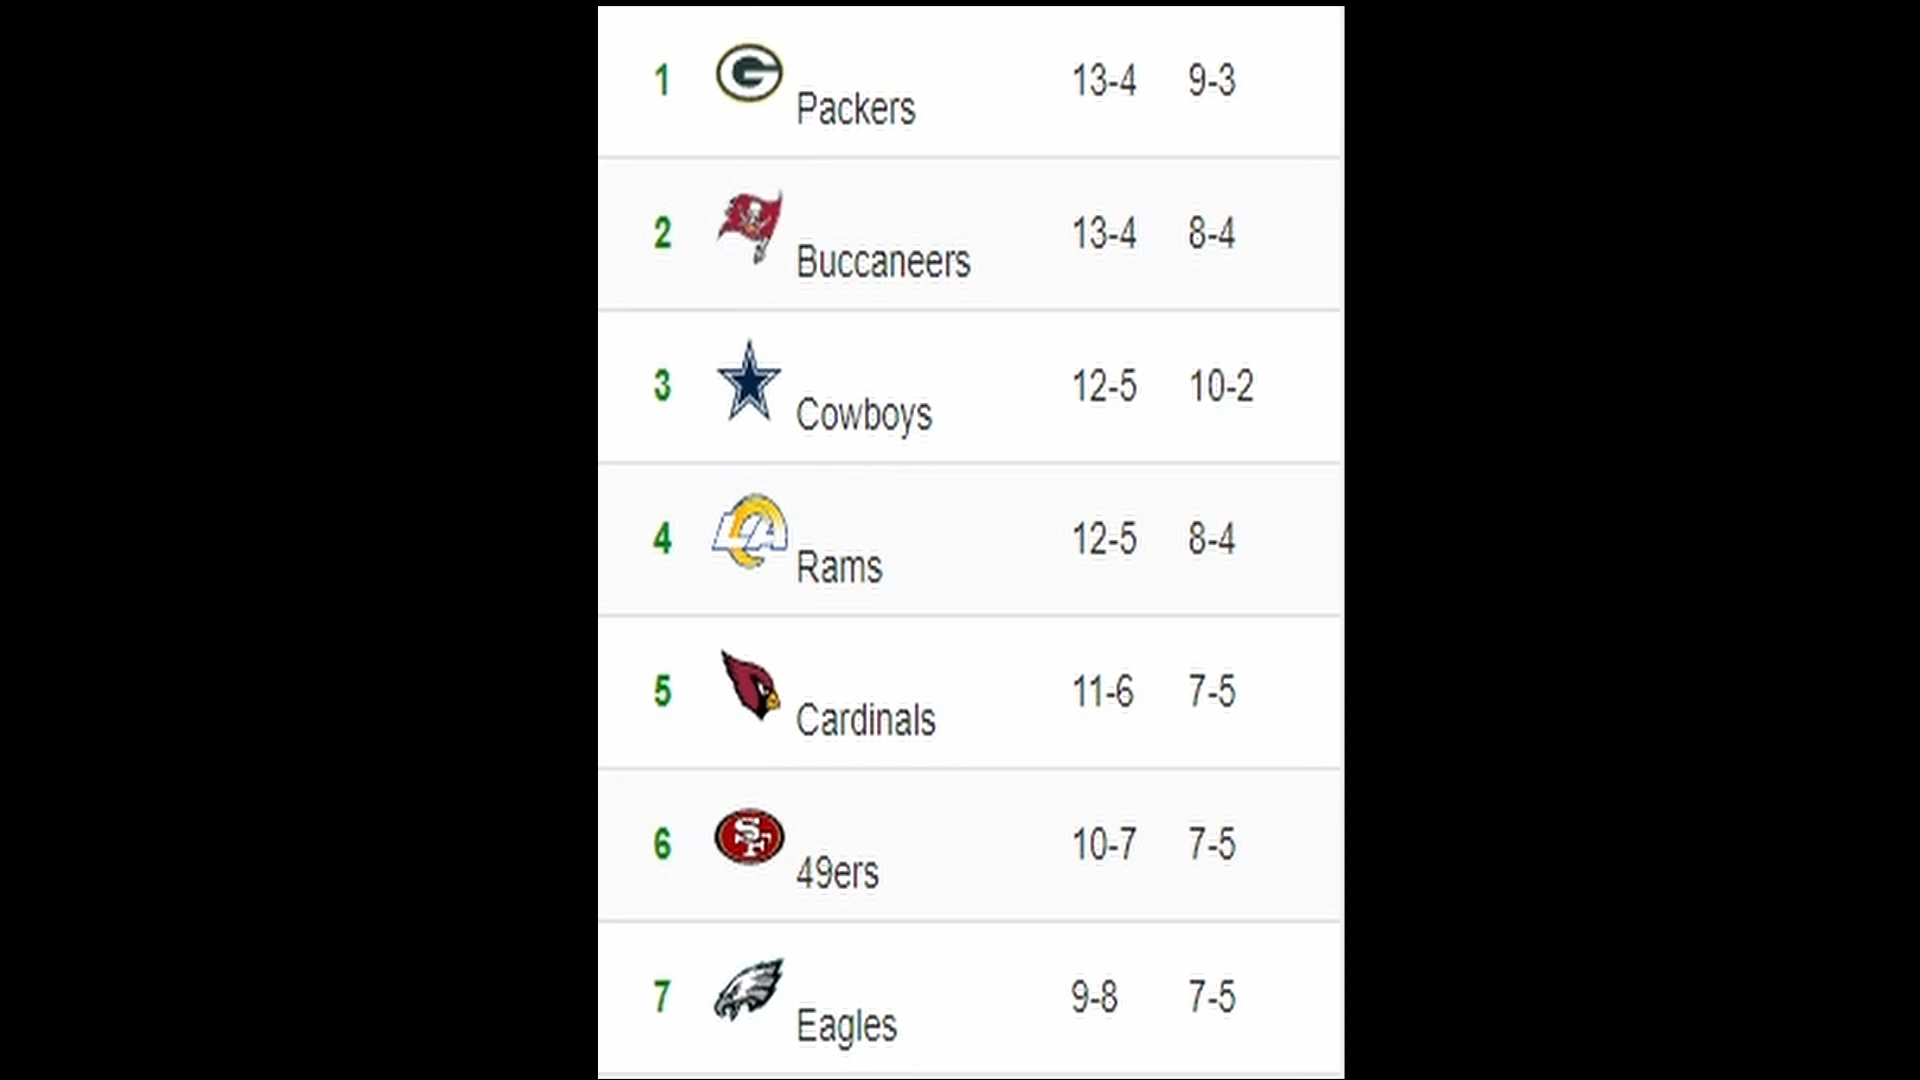 1 Packers 13-4 9-3
2 Buccaneers 13-4 8-4
3 Cowboys 12-5 10-2
4 LA Rams 12-5 8-4
5 Cardinals 11-6 7-5
6 SF 49ers 10-7 7-5
7 Eagles 9-8 7-5